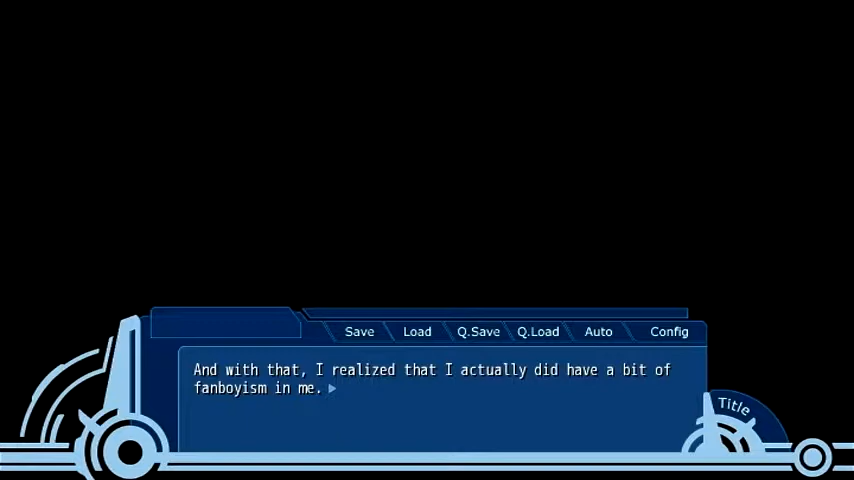 Save Load Q.Save Q.Load Auto Config
And with that, I realized that I actually did have a bit of
fanboyism in me.
Title